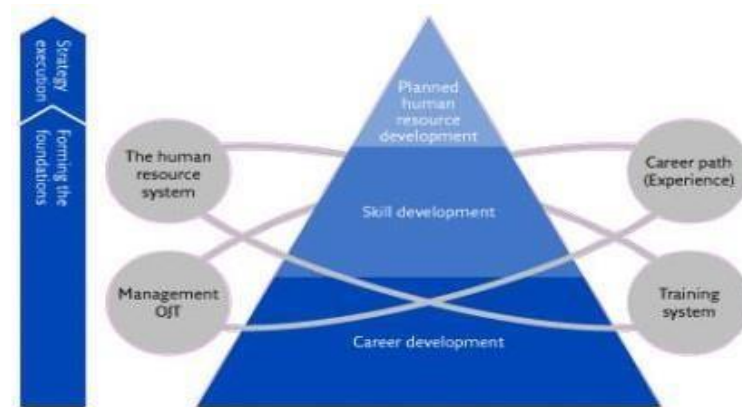 Strategy
execution
Forming the
foundations
Planned
human
resource
development
The human
resource
system
Career path
(Experience)
Skill development
Management
OJT
Training
system
Career development